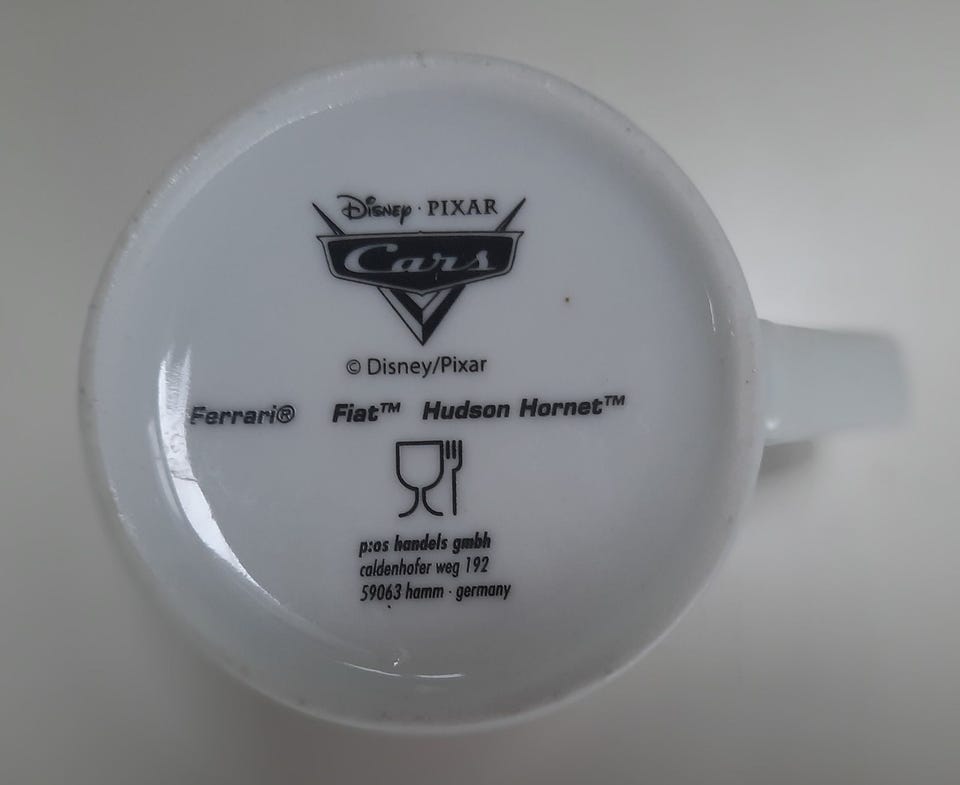 Disney · PIXAR
Cars
© Disney/Pixar
Ferrari® Fiat™ Hudson Hornet™
p:os handels gmbh
caldenhofer weg 192
59063 hamm · germany